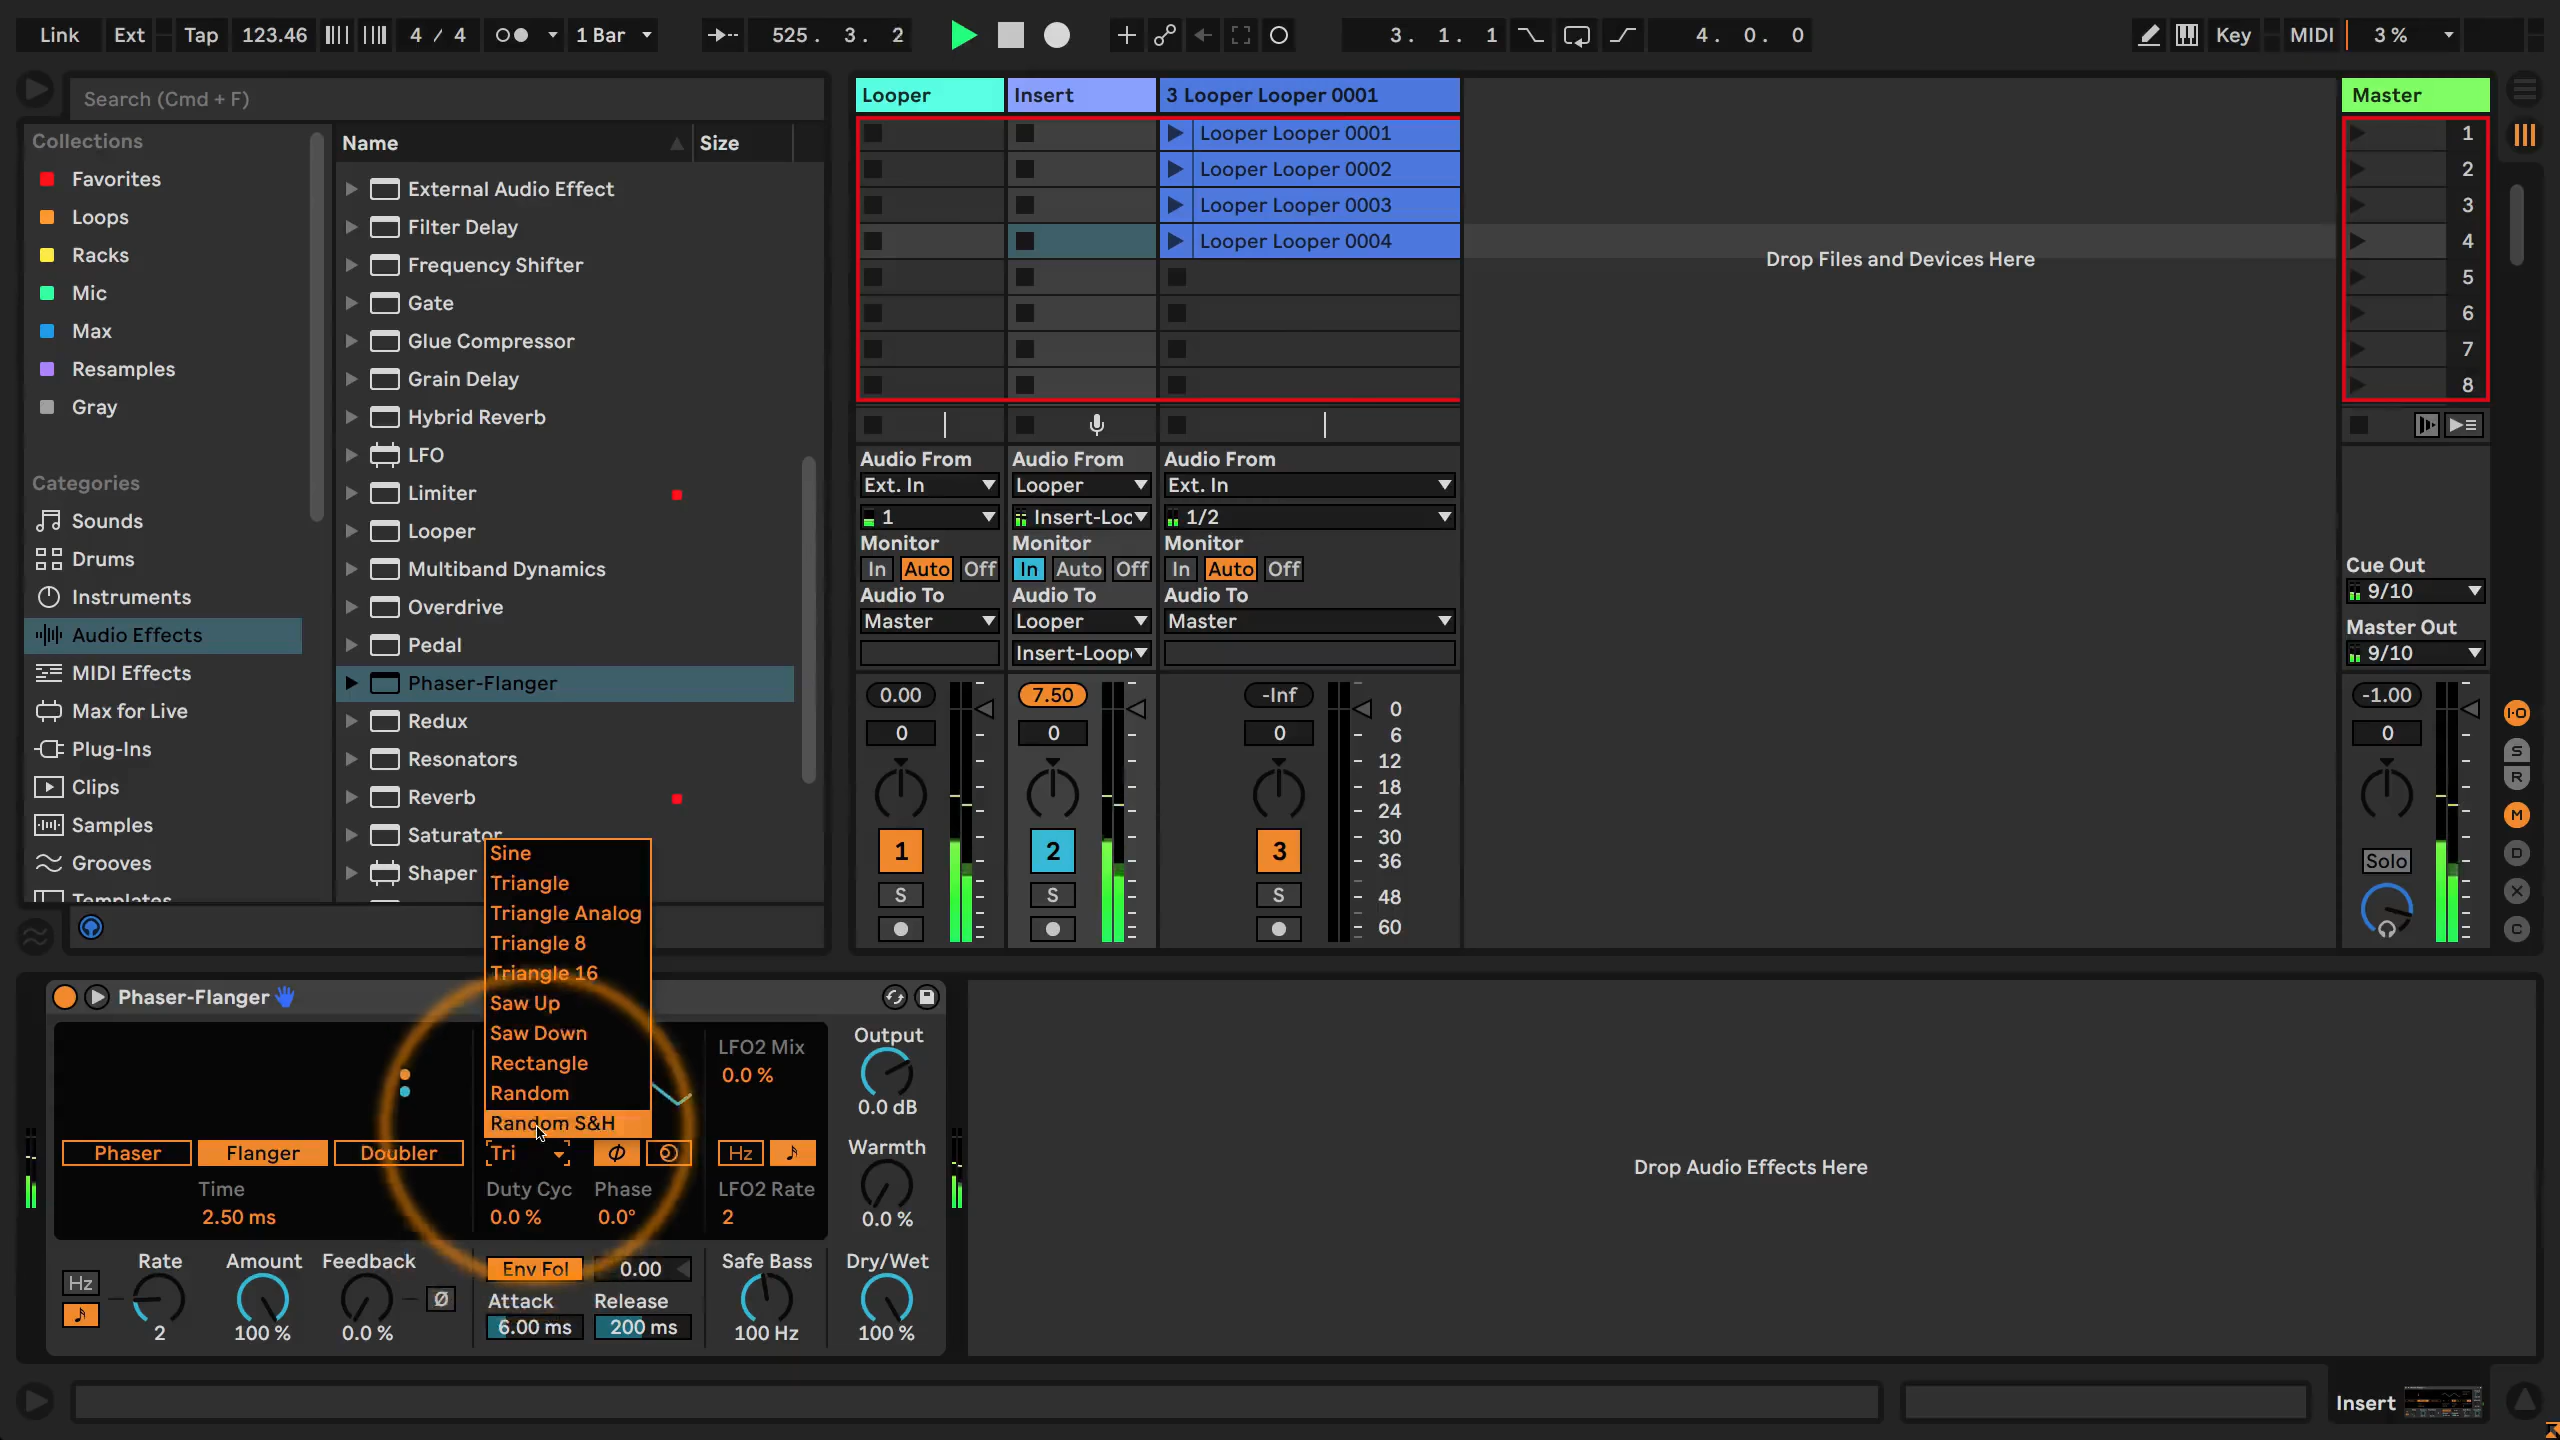 Link Ext Tap 123.46 4 / 4 1 Bar 525. 3. 2 3. 1. 1 4. 0. 0 Key MIDI 3 %
Search (Cmd + F)
Collections
Favorites
Loops
Racks
Mic
Max
Resamples
Gray
Categories
Sounds
Drums
Instruments
Audio Effects
MIDI Effects
Max for Live
Plug-Ins
Clips
Samples
Grooves
Templates
Name Size
External Audio Effect
Filter Delay
Frequency Shifter
Gate
Glue Compressor
Grain Delay
Hybrid Reverb
LFO
Limiter
Looper
Multiband Dynamics
Overdrive
Pedal
Phaser-Flanger
Redux
Resonators
Reverb
Saturator
Shaper
Looper Insert 3 Looper Looper 0001 Master
Looper Looper 0001 1
Looper Looper 0002 2
Looper Looper 0003 3
Looper Looper 0004 4
5
6
7
8
Drop Files and Devices Here
Audio From Audio From Audio From
Ext. In Looper Ext. In
1 Insert-Loo 1/2
Monitor Monitor Monitor
In Auto Off In Auto Off In Auto Off
Audio To Audio To Audio To
Master Looper Master
Insert-Loop
Cue Out
9/10
Master Out
9/10
0.00 7.50 -Inf -1.00
0 0 0 0
0
6
12
18
24
30
36
48
60
1 2 3 Solo
S S S
I·O
S
R
M
D
X
C
Sine
Triangle
Triangle Analog
Triangle 8
Triangle 16
Saw Up
Saw Down
Rectangle
Random
Random S&H
Phaser-Flanger
Phaser Flanger Doubler Tri Hz
Time Duty Cyc Phase LFO2 Rate
2.50 ms 0.0 % 0.0° 2
LFO2 Mix
0.0 %
Output
0.0 dB
Warmth
0.0 %
Rate Amount Feedback Env Fol 0.00 Safe Bass Dry/Wet
Hz Ø Attack Release
2 100 % 0.0 % 6.00 ms 200 ms 100 Hz 100 %
Drop Audio Effects Here
Insert